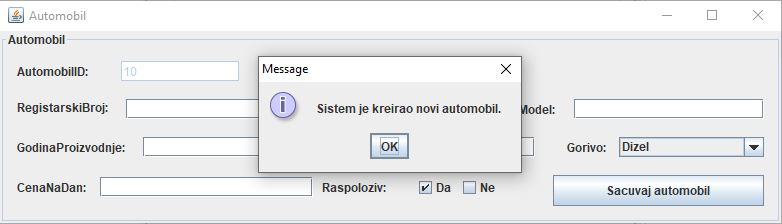 Automobil
Automobil
AutomobilID: 10
Message
Sistem je kreirao novi automobil.
OK
RegistarskiBroj: Model:
GodinaProizvodnje: Gorivo: Dizel
CenaNaDan: Raspoloziv: Da Ne Sacuvaj automobil